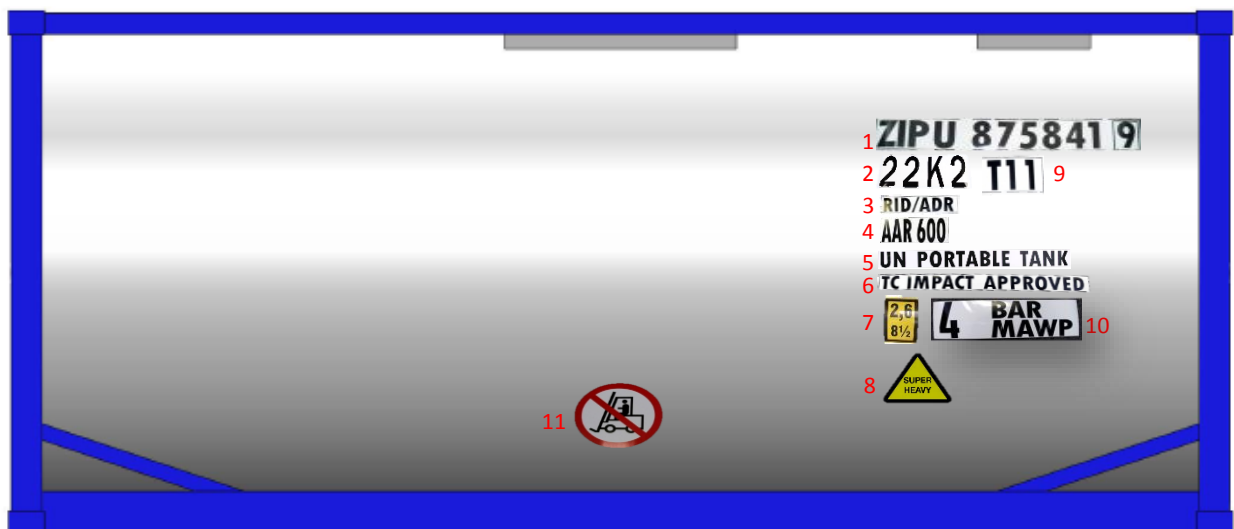 1 ZIPU 875841 9
2 22K2 T11 9
3 RID/ADR
4 AAR 600
5 UN PORTABLE TANK
6 TC IMPACT APPROVED
7 2,6 8½ 4 BAR MAWP 10
8 SUPER HEAVY
11